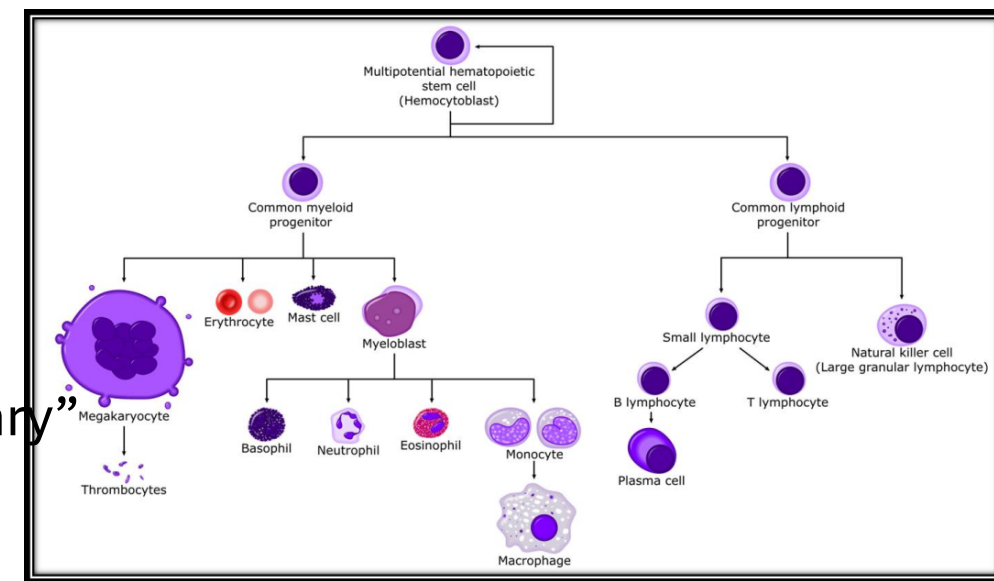 Multipotential hematopoietic
stem cell
(Hemocytoblast)
Common myeloid
progenitor
Common lymphoid
progenitor
Erythrocyte
Mast cell
Myeloblast
Small lymphocyte
Natural killer cell
(Large granular lymphocyte)
Megakaryocyte
B lymphocyte
T lymphocyte
Basophil
Neutrophil
Eosinophil
Monocyte
Thrombocytes
Plasma cell
Macrophage